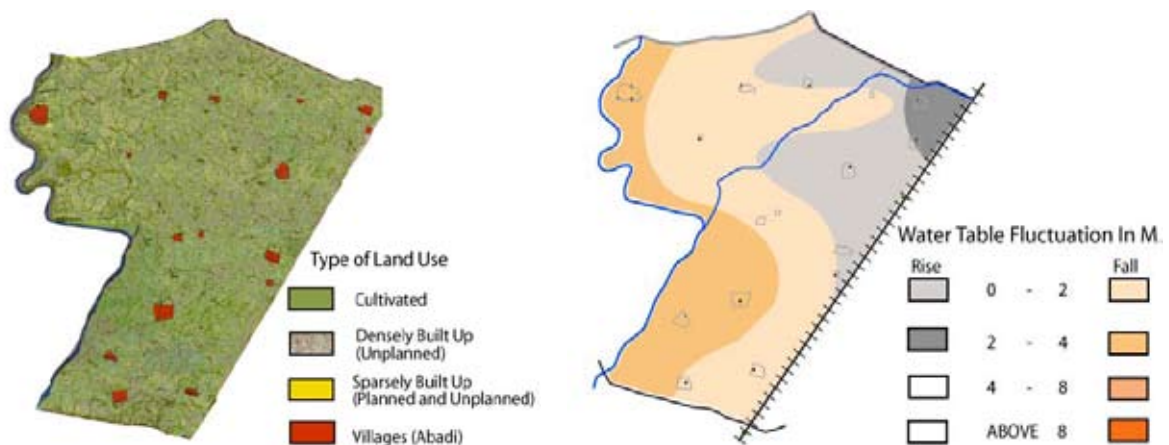 Type of Land Use
Cultivated
Densely Built Up
(Unplanned)
Sparsely Built Up
(Planned and Unplanned)
Villages (Abadi)
Water Table Fluctuation In M.
Rise Fall
0 - 2
2 - 4
4 - 8
ABOVE 8